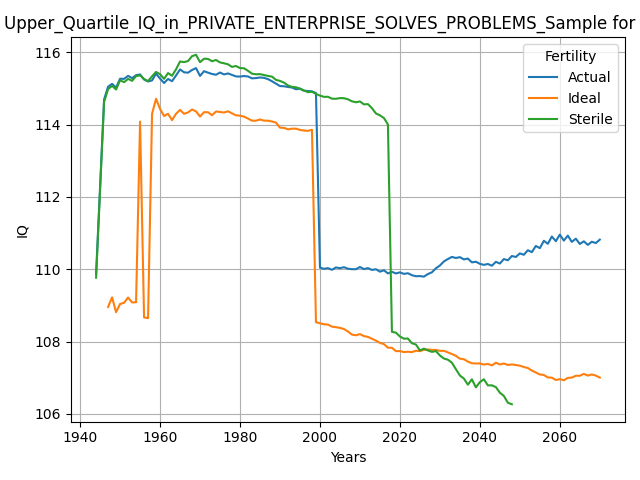 Upper_Quartile_IQ_in_PRIVATE_ENTERPRISE_SOLVES_PROBLEMS_Sample for
116
114
112
110
108
106
IQ
Fertility
Actual
Ideal
Sterile
1940
1960
1980
2000
2020
2040
2060
Years